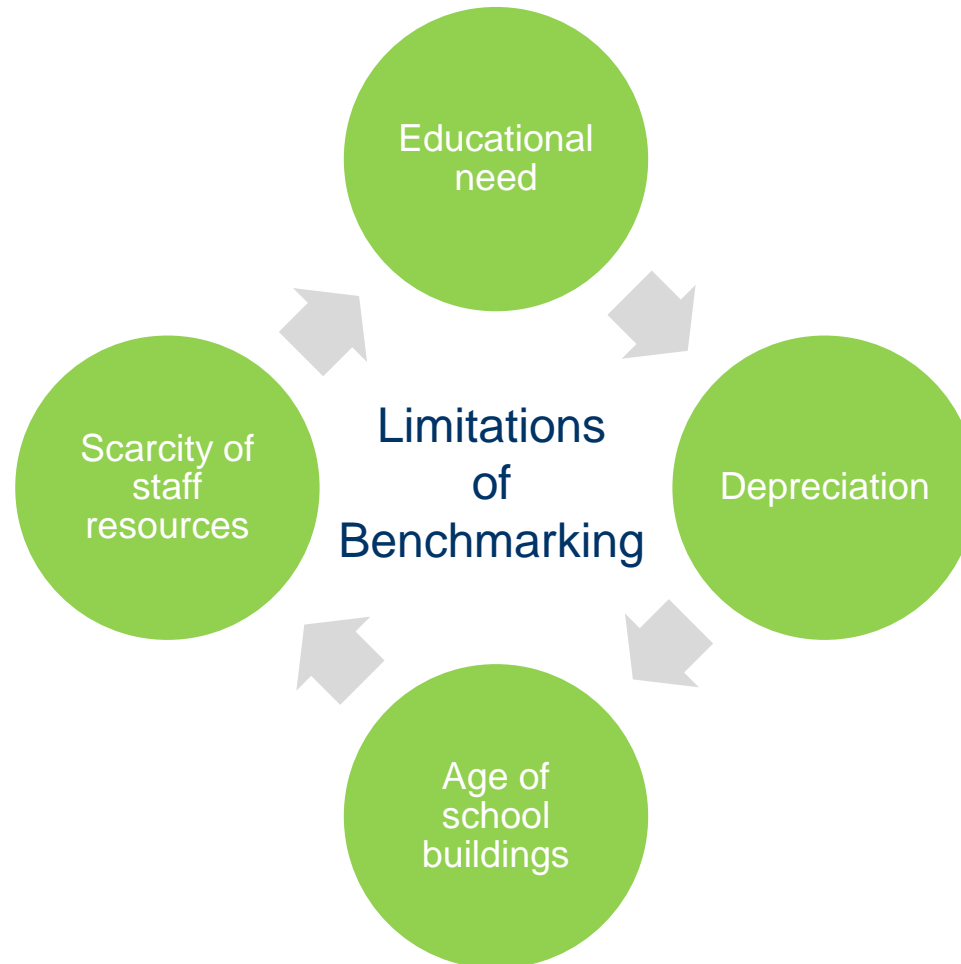 Educational
need
Limitations
of
Benchmarking
Scarcity of
staff
resources
Depreciation
Age of
school
buildings